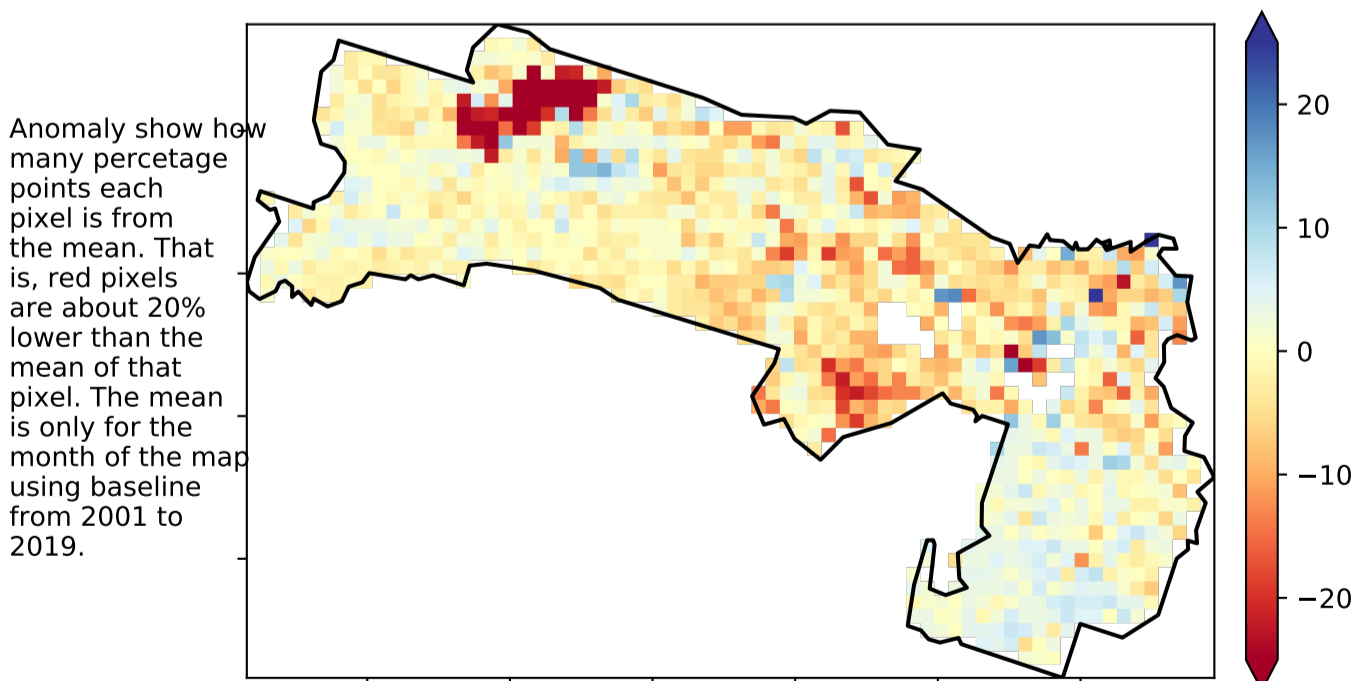 Anomaly show how
many percetage
points each
pixel is from
the mean. That
is, red pixels
are about 20%
lower than the
mean of that
pixel. The mean
is only for the
month of the map
using baseline
from 2001 to
2019.
20
10
0
−10
−20